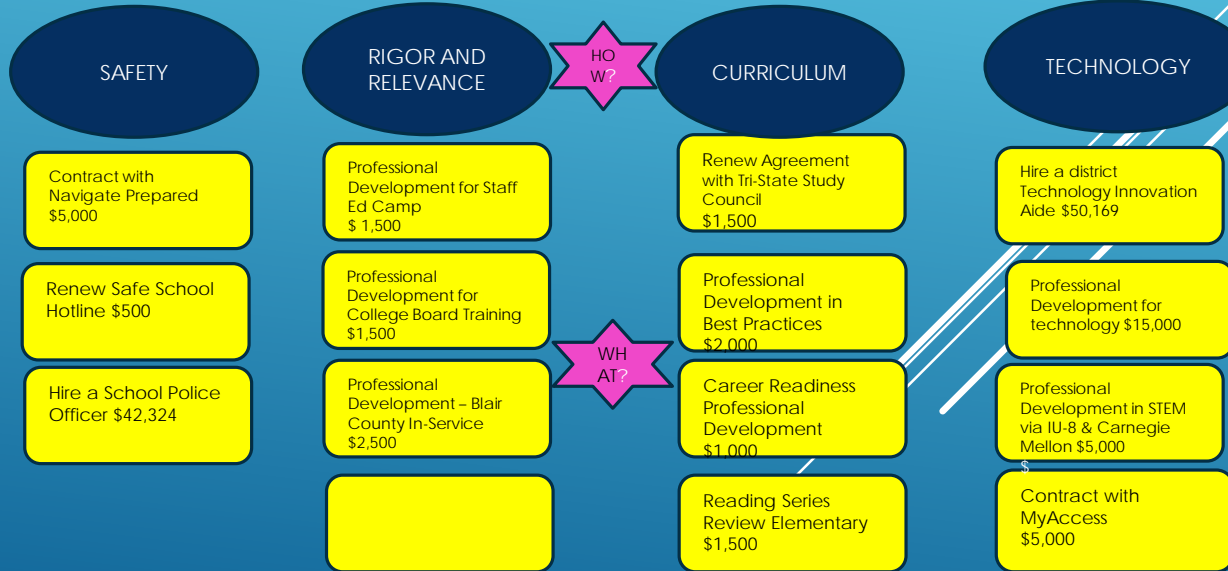 SAFETY
Contract with
Navigate Prepared
$5,000
Renew Safe School
Hotline $500
Hire a School Police
Officer $42,324
RIGOR AND
RELEVANCE
Professional
Development for Staff
Ed Camp
$ 1,500
Professional
Development for
College Board Training
$1,500
Professional
Development – Blair
County In-Service
$2,500
HO
W?
WH
AT?
CURRICULUM
Renew Agreement
with Tri-State Study
Council
$1,500
Professional
Development in
Best Practices
$2,000
Career Readiness
Professional
Development
$1,000
Reading Series
Review Elementary
$1,500
TECHNOLOGY
Hire a district
Technology Innovation
Aide $50,169
Professional
Development for
technology $15,000
Professional
Development in STEM
via IU-8 & Carnegie
Mellon $5,000
$
Contract with
MyAccess
$5,000